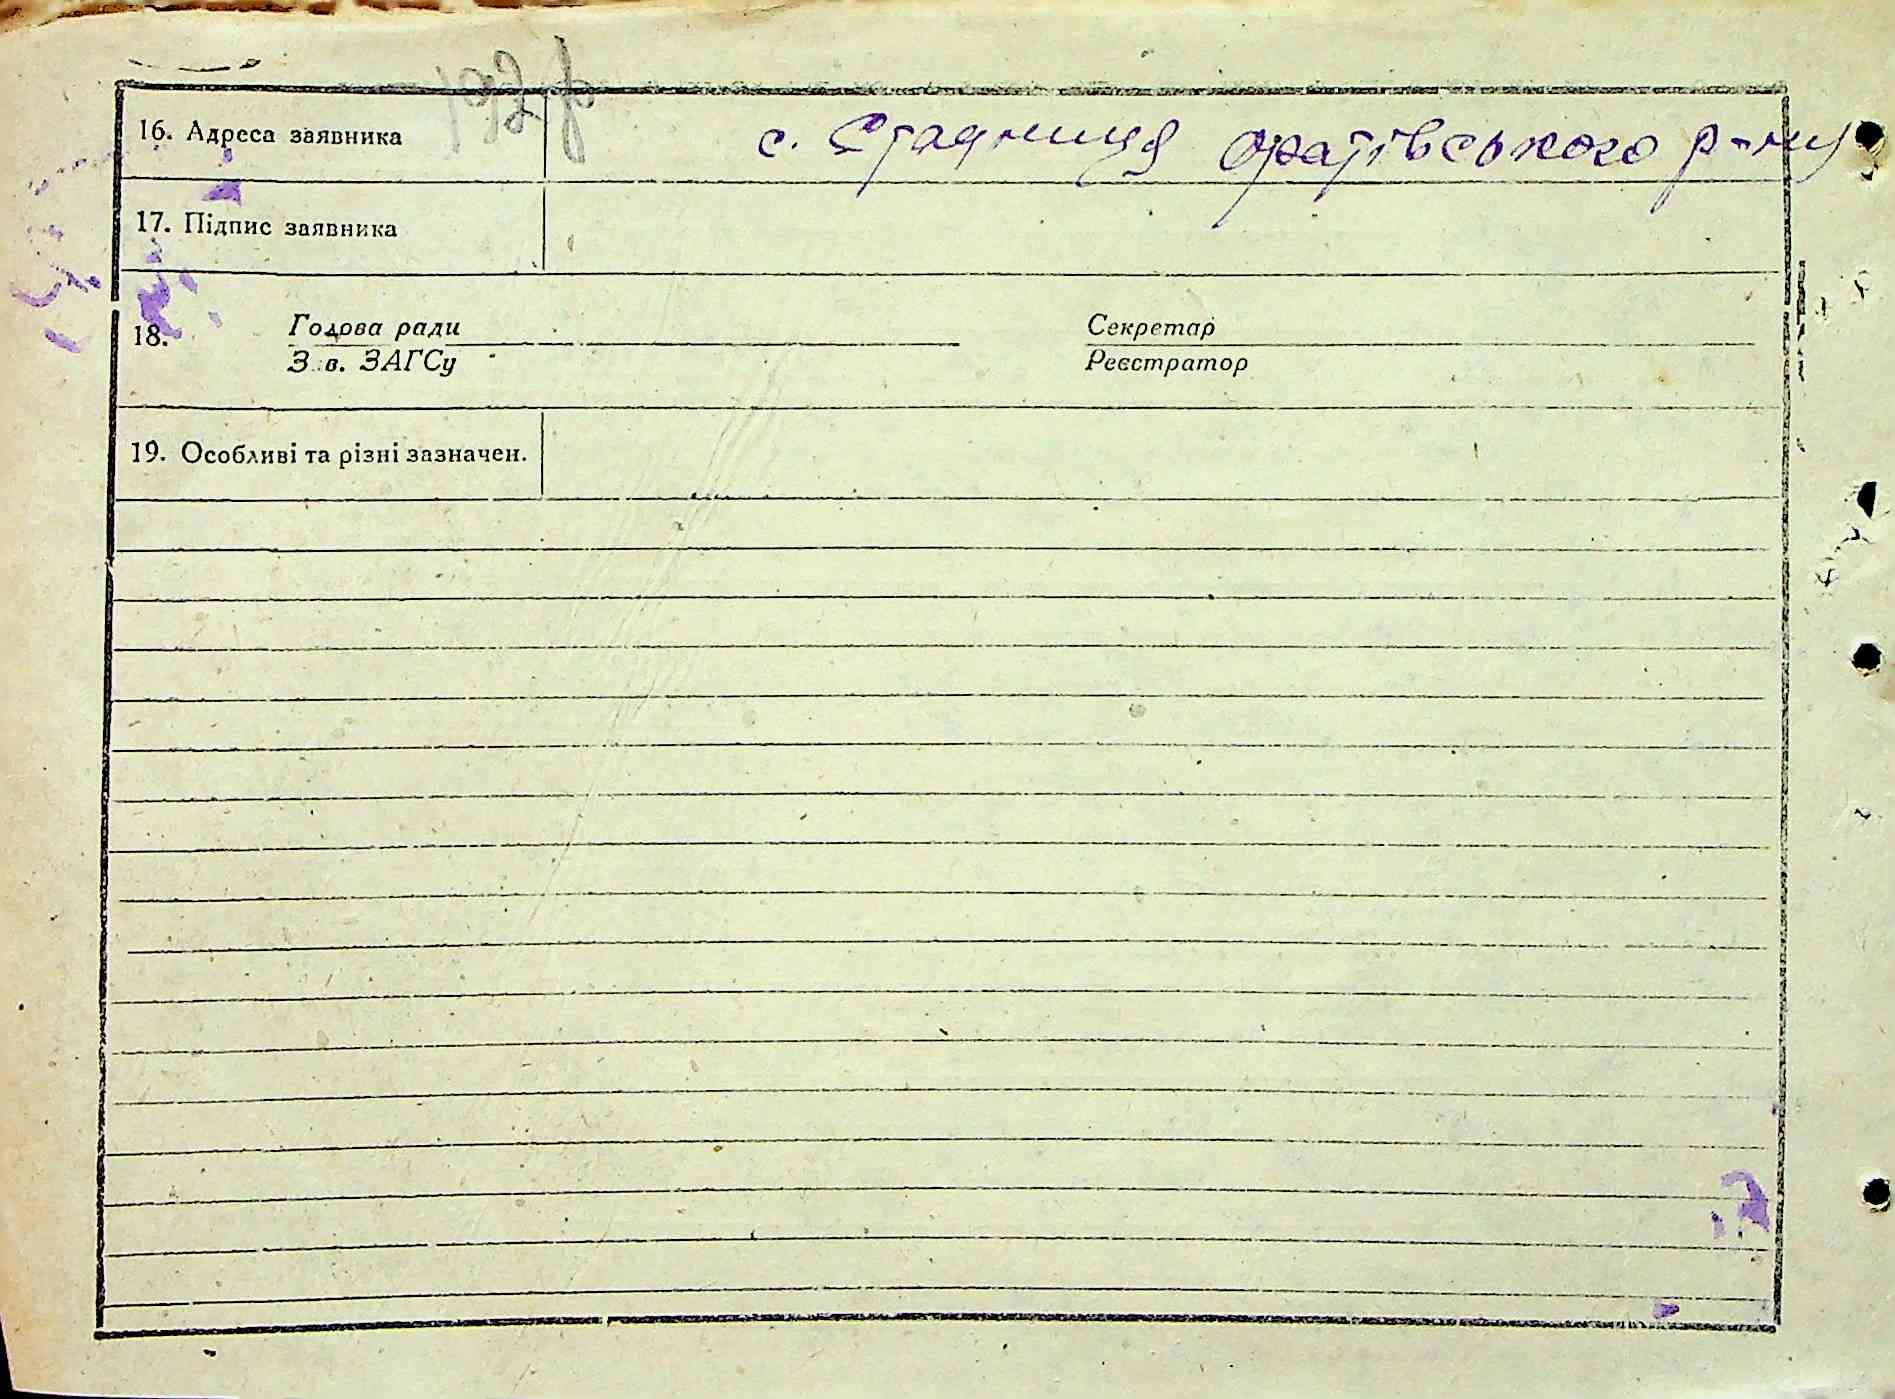 16. Адреса заявника с. Стадниця оратівського р-ну
17. Підпис заявника
18. Голова ради Секретар
З в. ЗАГСу Реєстратор
19. Особливі та різні зазначен.